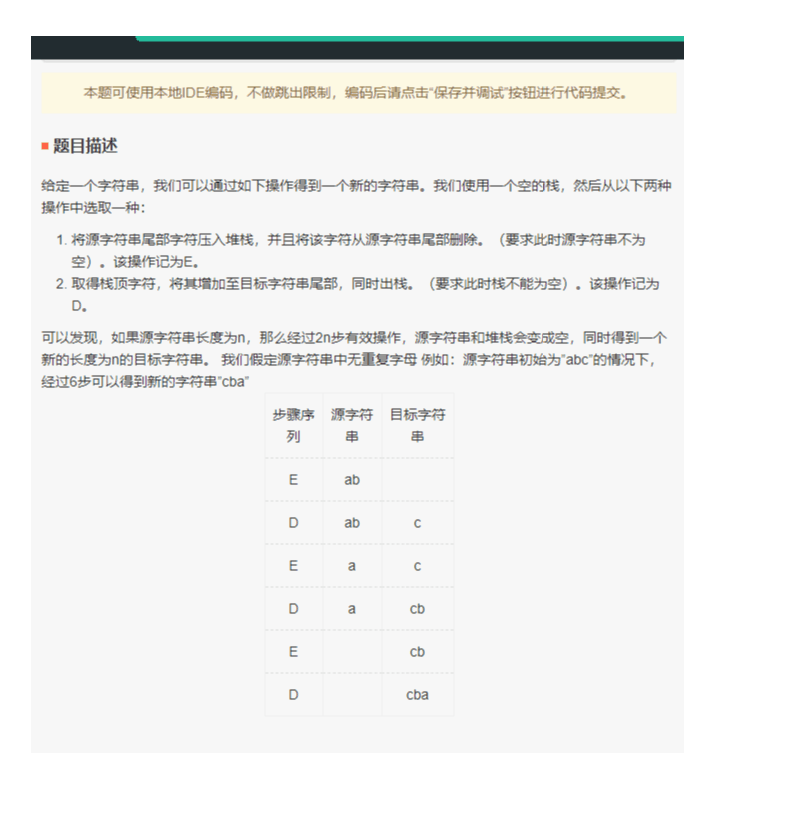 本题可使用本地IDE编码，不做跳出限制，编码后请点击“保存并调试”按钮进行代码提交。
题目描述
给定一个字符串，我们可以通过如下操作得到一个新的字符串。我们使用一个空的栈，然后从以下两种
操作中选取一种：
1. 将源字符串尾部字符压入堆栈，并且将该字符从源字符串尾部删除。（要求此时源字符串不为
空）。该操作记为E。
2. 取得栈顶字符，将其增加至目标字符串尾部，同时出栈。（要求此时栈不能为空）。该操作记为
D。
可以发现，如果源字符串长度为n，那么经过2n步有效操作，源字符串和堆栈会变成空，同时得到一个
新的长度为n的目标字符串。 我们假定源字符串中无重复字母 例如：源字符串初始为"abc"的情况下，
经过6步可以得到新的字符串"cba"
步骤序 源字符 目标字符
列 串 串
E ab
D ab c
E a c
D a cb
E cb
D cba